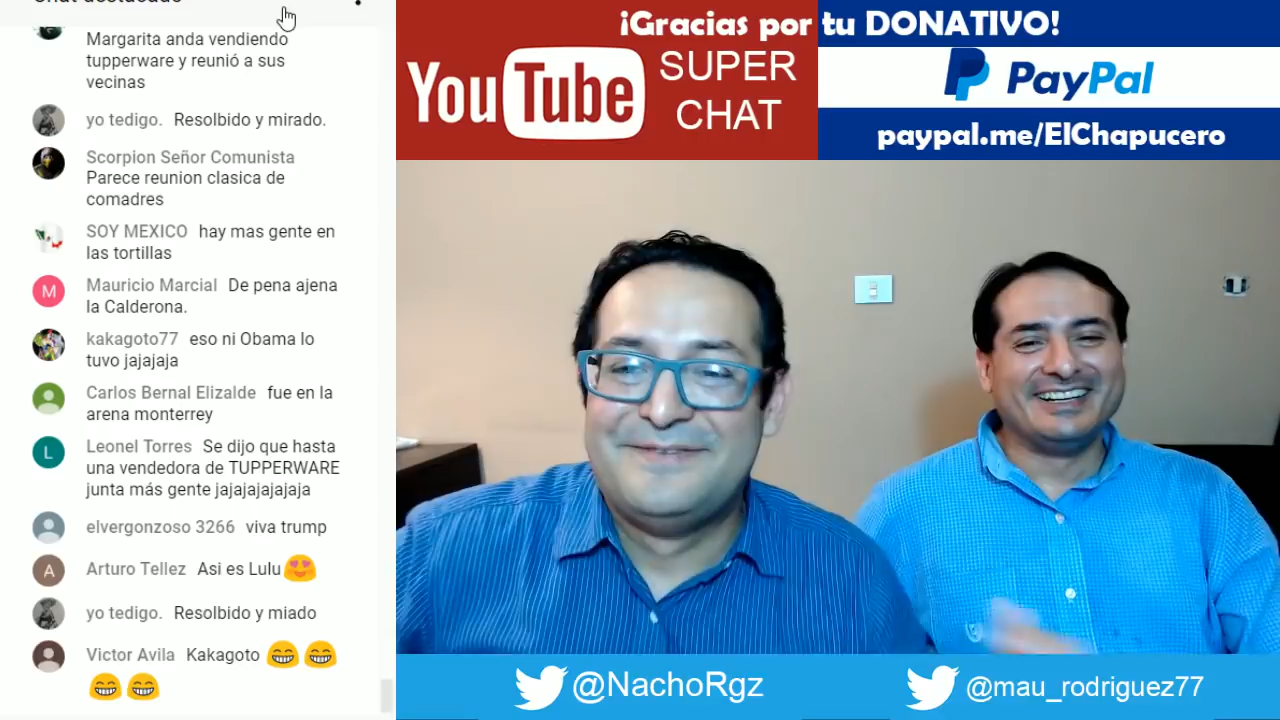 Chat destacado
Margarita anda vendiendo
tupperware y reunió a sus
vecinas
yo tedigo. Resolbido y mirado.
Scorpion Señor Comunista
Parece reunion clasica de
comadres
SOY MEXICO hay mas gente en
las tortillas
M
Mauricio Marcial De pena ajena
la Calderona.
kakagoto77 eso ni Obama lo
tuvo jajajaja
Carlos Bernal Elizalde fue en la
arena monterrey
L
Leonel Torres Se dijo que hasta
una vendedora de TUPPERWARE
junta más gente jajajajajajaja
elvergonzoso 3266 viva trump
A
Arturo Tellez Asi es Lulu😍
yo tedigo. Resolbido y miado
Victor Avila Kakagoto 😁😁
😁😁
¡Gracias por tu DONATIVO!
YouTube
SUPER
CHAT
PayPal
paypal.me/ElChapucero
@NachoRgz
@mau_rodriguez77